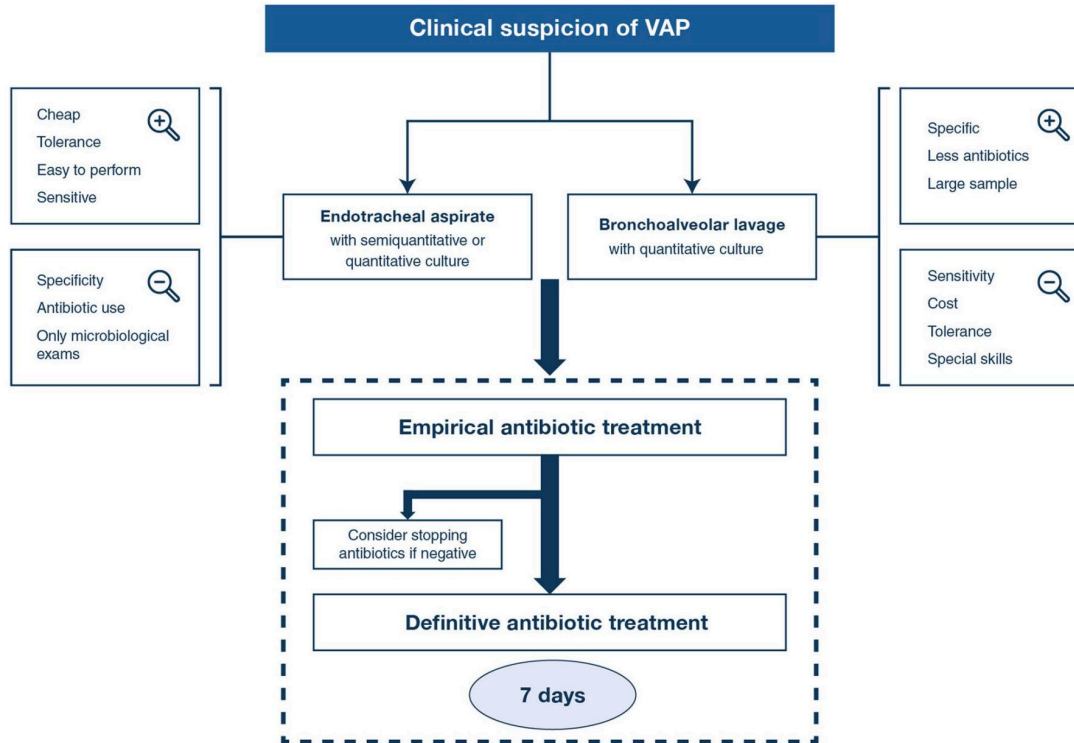 Clinical suspicion of VAP
Cheap
Tolerance
Easy to perform
Sensitive
Specificity
Antibiotic use
Only microbiological
exams
Endotracheal aspirate
with semiquantitative or
quantitative culture
Bronchoalveolar lavage
with quantitative culture
Specific
Less antibiotics
Large sample
Sensitivity
Cost
Tolerance
Special skills
Empirical antibiotic treatment
Consider stopping
antibiotics if negative
Definitive antibiotic treatment
7 days